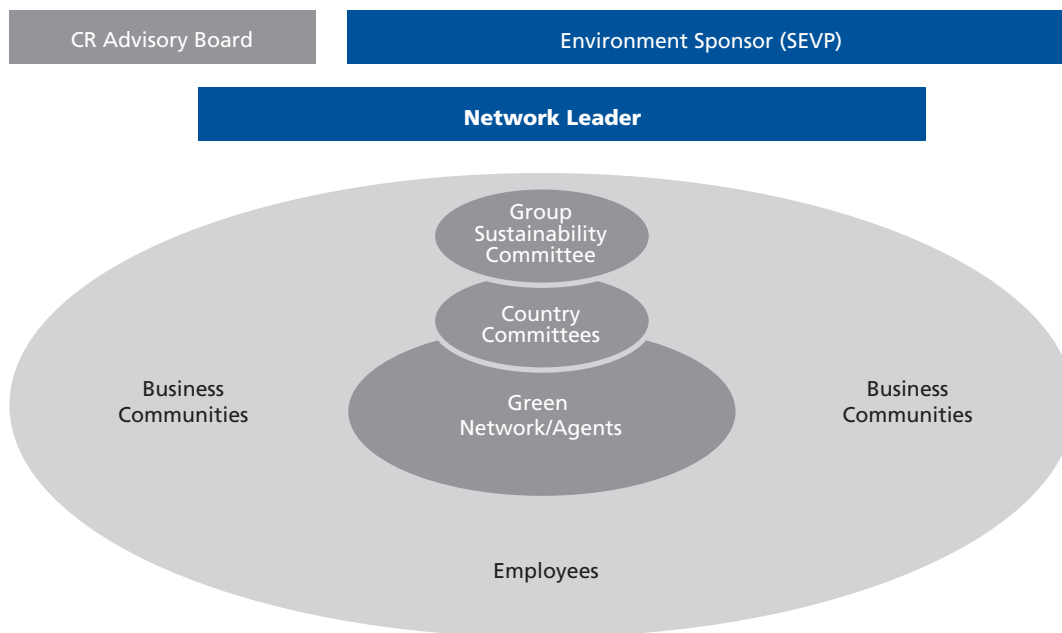 CR Advisory Board
Environment Sponsor (SEVP)
Network Leader
Group
Sustainability
Committee
Country
Committees
Business
Communities
Green
Network/Agents
Business
Communities
Employees